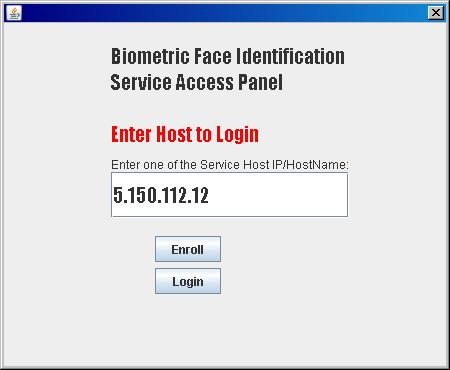 Biometric Face Identification
Service Access Panel
Enter Host to Login
Enter one of the Service Host IP/HostName:
5.150.112.12
Enroll
Login